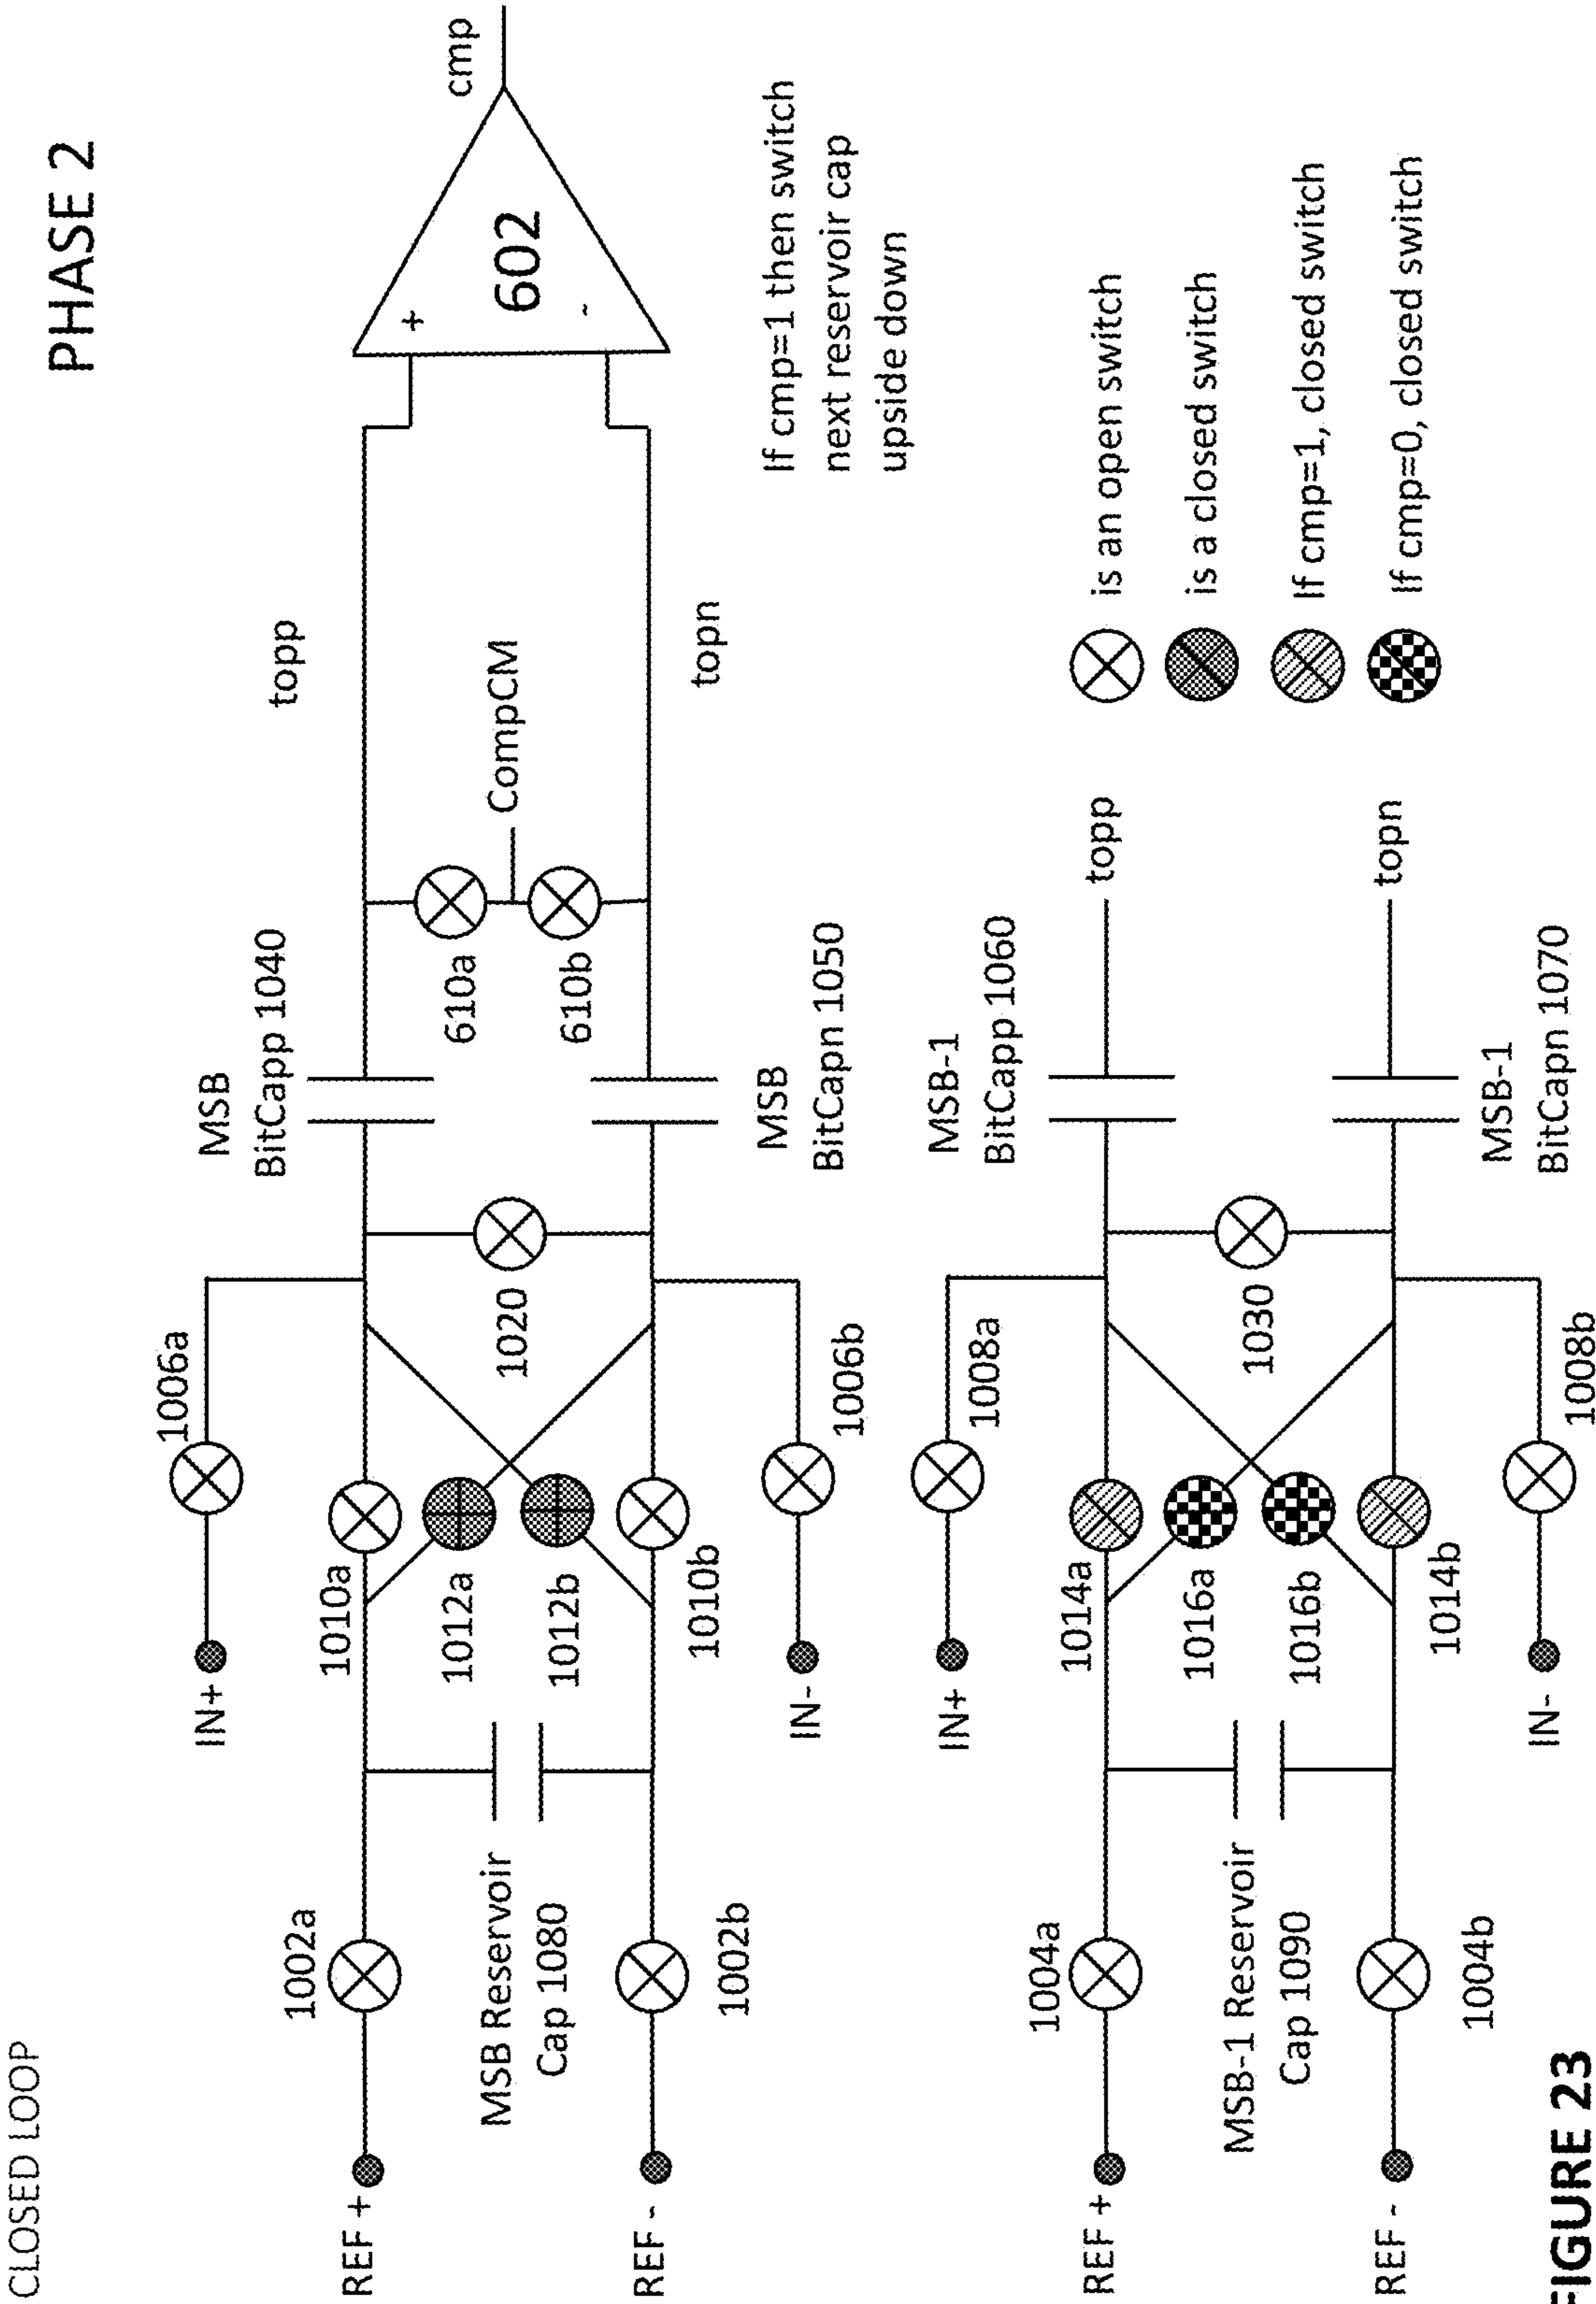 CLOSED LOOP
PHASE 2
IN+
1006a
MSB
BitCapp 1040
topp
cmp
REF +
1002a
1010a
610a
+
602
-
MSB Reservoir
Cap 1080
1012a
1012b
1020
610b
CompCM
REF -
1002b
1010b
topn
IN-
1006b
MSB
BitCapn 1050
If cmp=1 then switch
next reservoir cap
upside down
IN+
1008a
MSB-1
BitCapp 1060
REF +
1004a
1014a
topp
is an open switch
MSB-1 Reservoir
Cap 1090
1016a
1016b
1030
is a closed switch
If cmp=1, closed switch
REF -
1004b
1014b
topn
If cmp=0, closed switch
IN-
1008b
MSB-1
BitCapn 1070
FIGURE 23